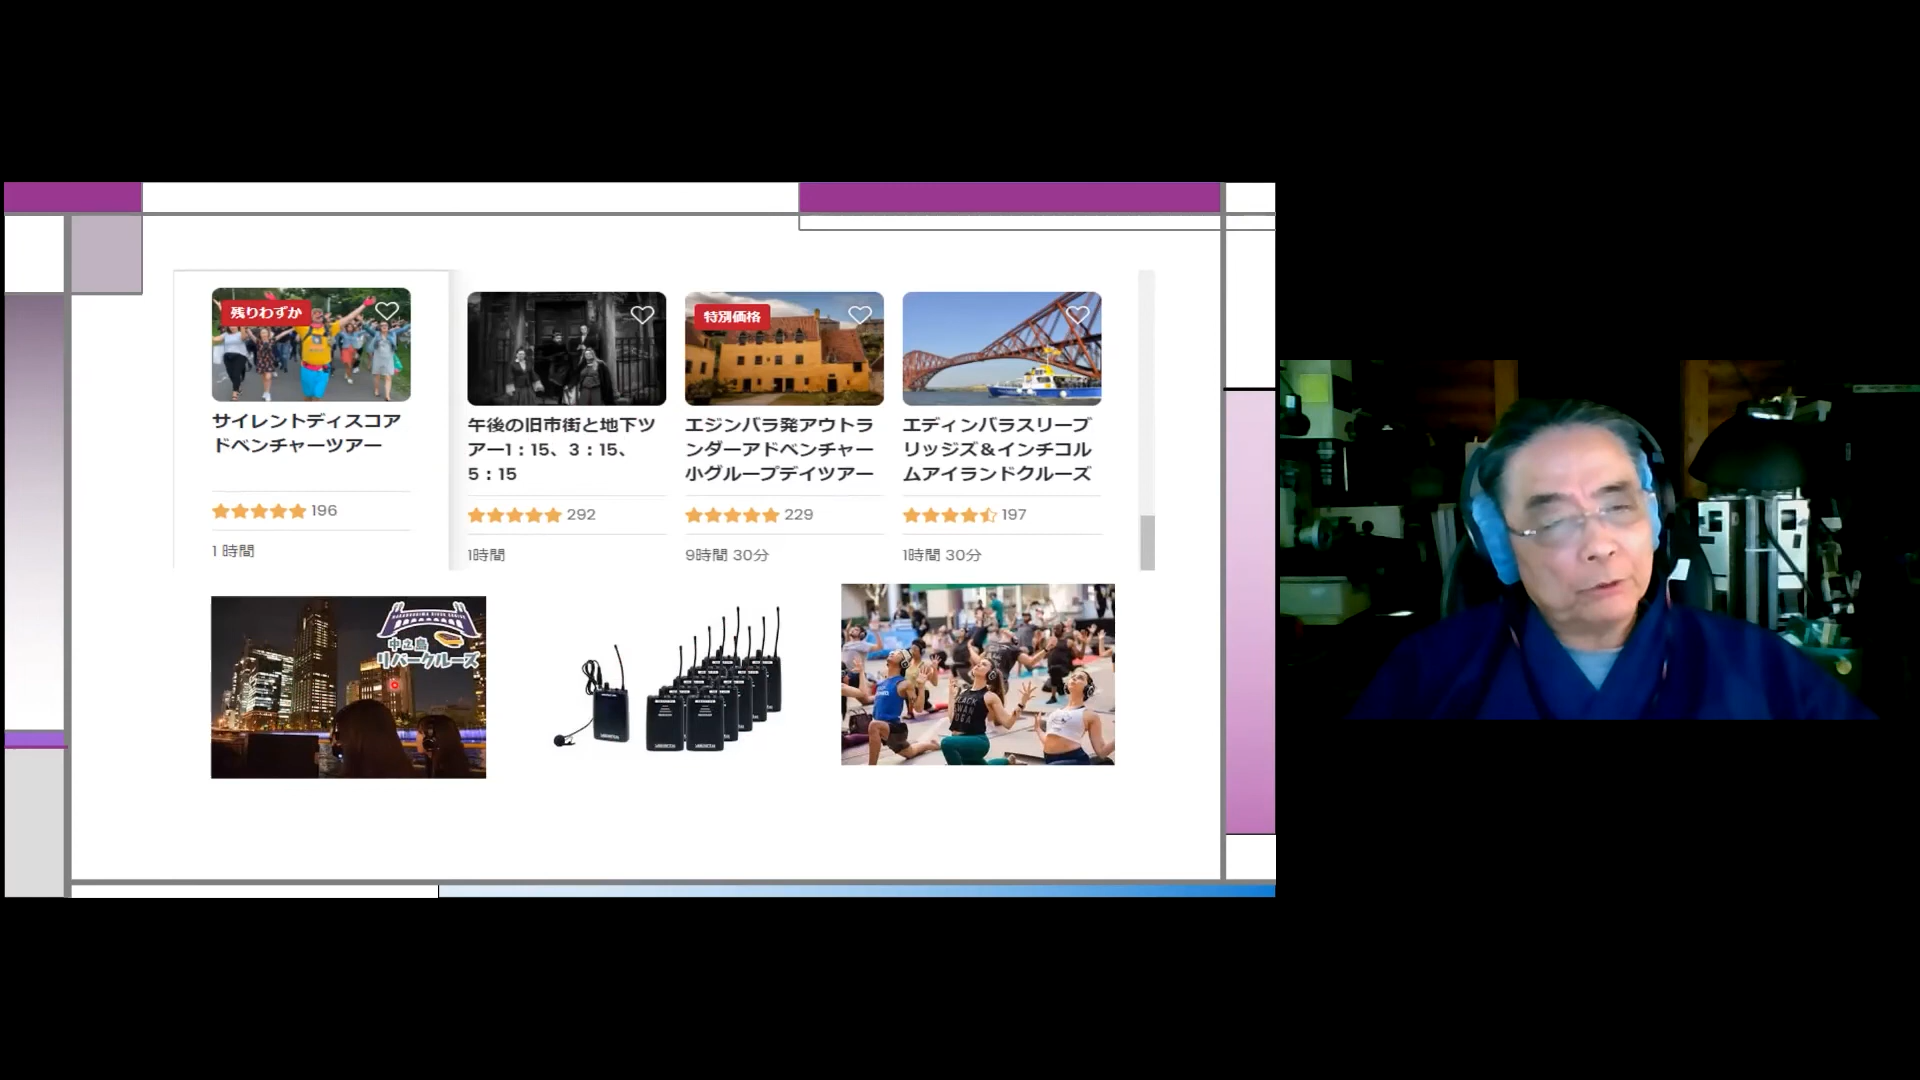 残りわずか
サイレントディスコア
ドベンチャーツアー
196
1 時間
午後の旧市街と地下ツ
アー1：15、3：15、
5：15
292
1時間
特別価格
エジンバラ発アウトラ
ンダーアドベンチャー
小グループデイツアー
229
9時間 30分
エディンバラスリーブ
リッジズ＆インチコル
ムアイランドクルーズ
197
1時間 30分
中之島
リバークルーズ
BLACK
SWAN
YOGA